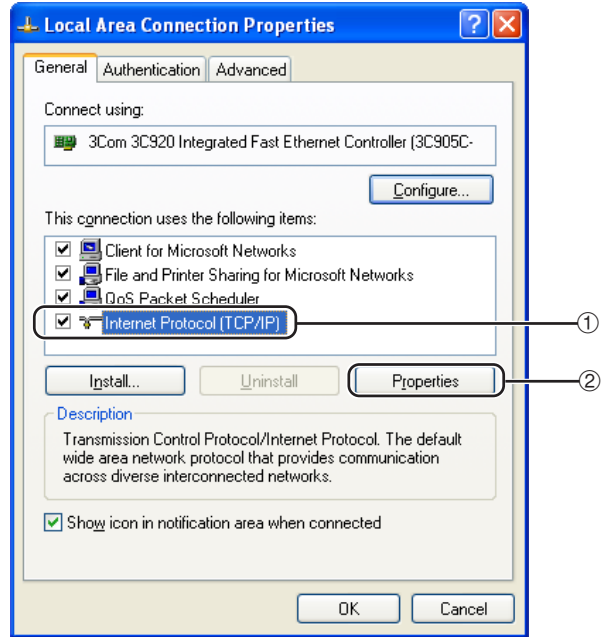 Local Area Connection Properties
General Authentication Advanced
Connect using:
3Com 3C920 Integrated Fast Ethernet Controller (3C905C-
Configure...
This connection uses the following items:
Client for Microsoft Networks
File and Printer Sharing for Microsoft Networks
QoS Packet Scheduler
Internet Protocol (TCP/IP)
①
Install... Uninstall Properties
②
Description
Transmission Control Protocol/Internet Protocol. The default
wide area network protocol that provides communication
across diverse interconnected networks.
Show icon in notification area when connected
OK Cancel